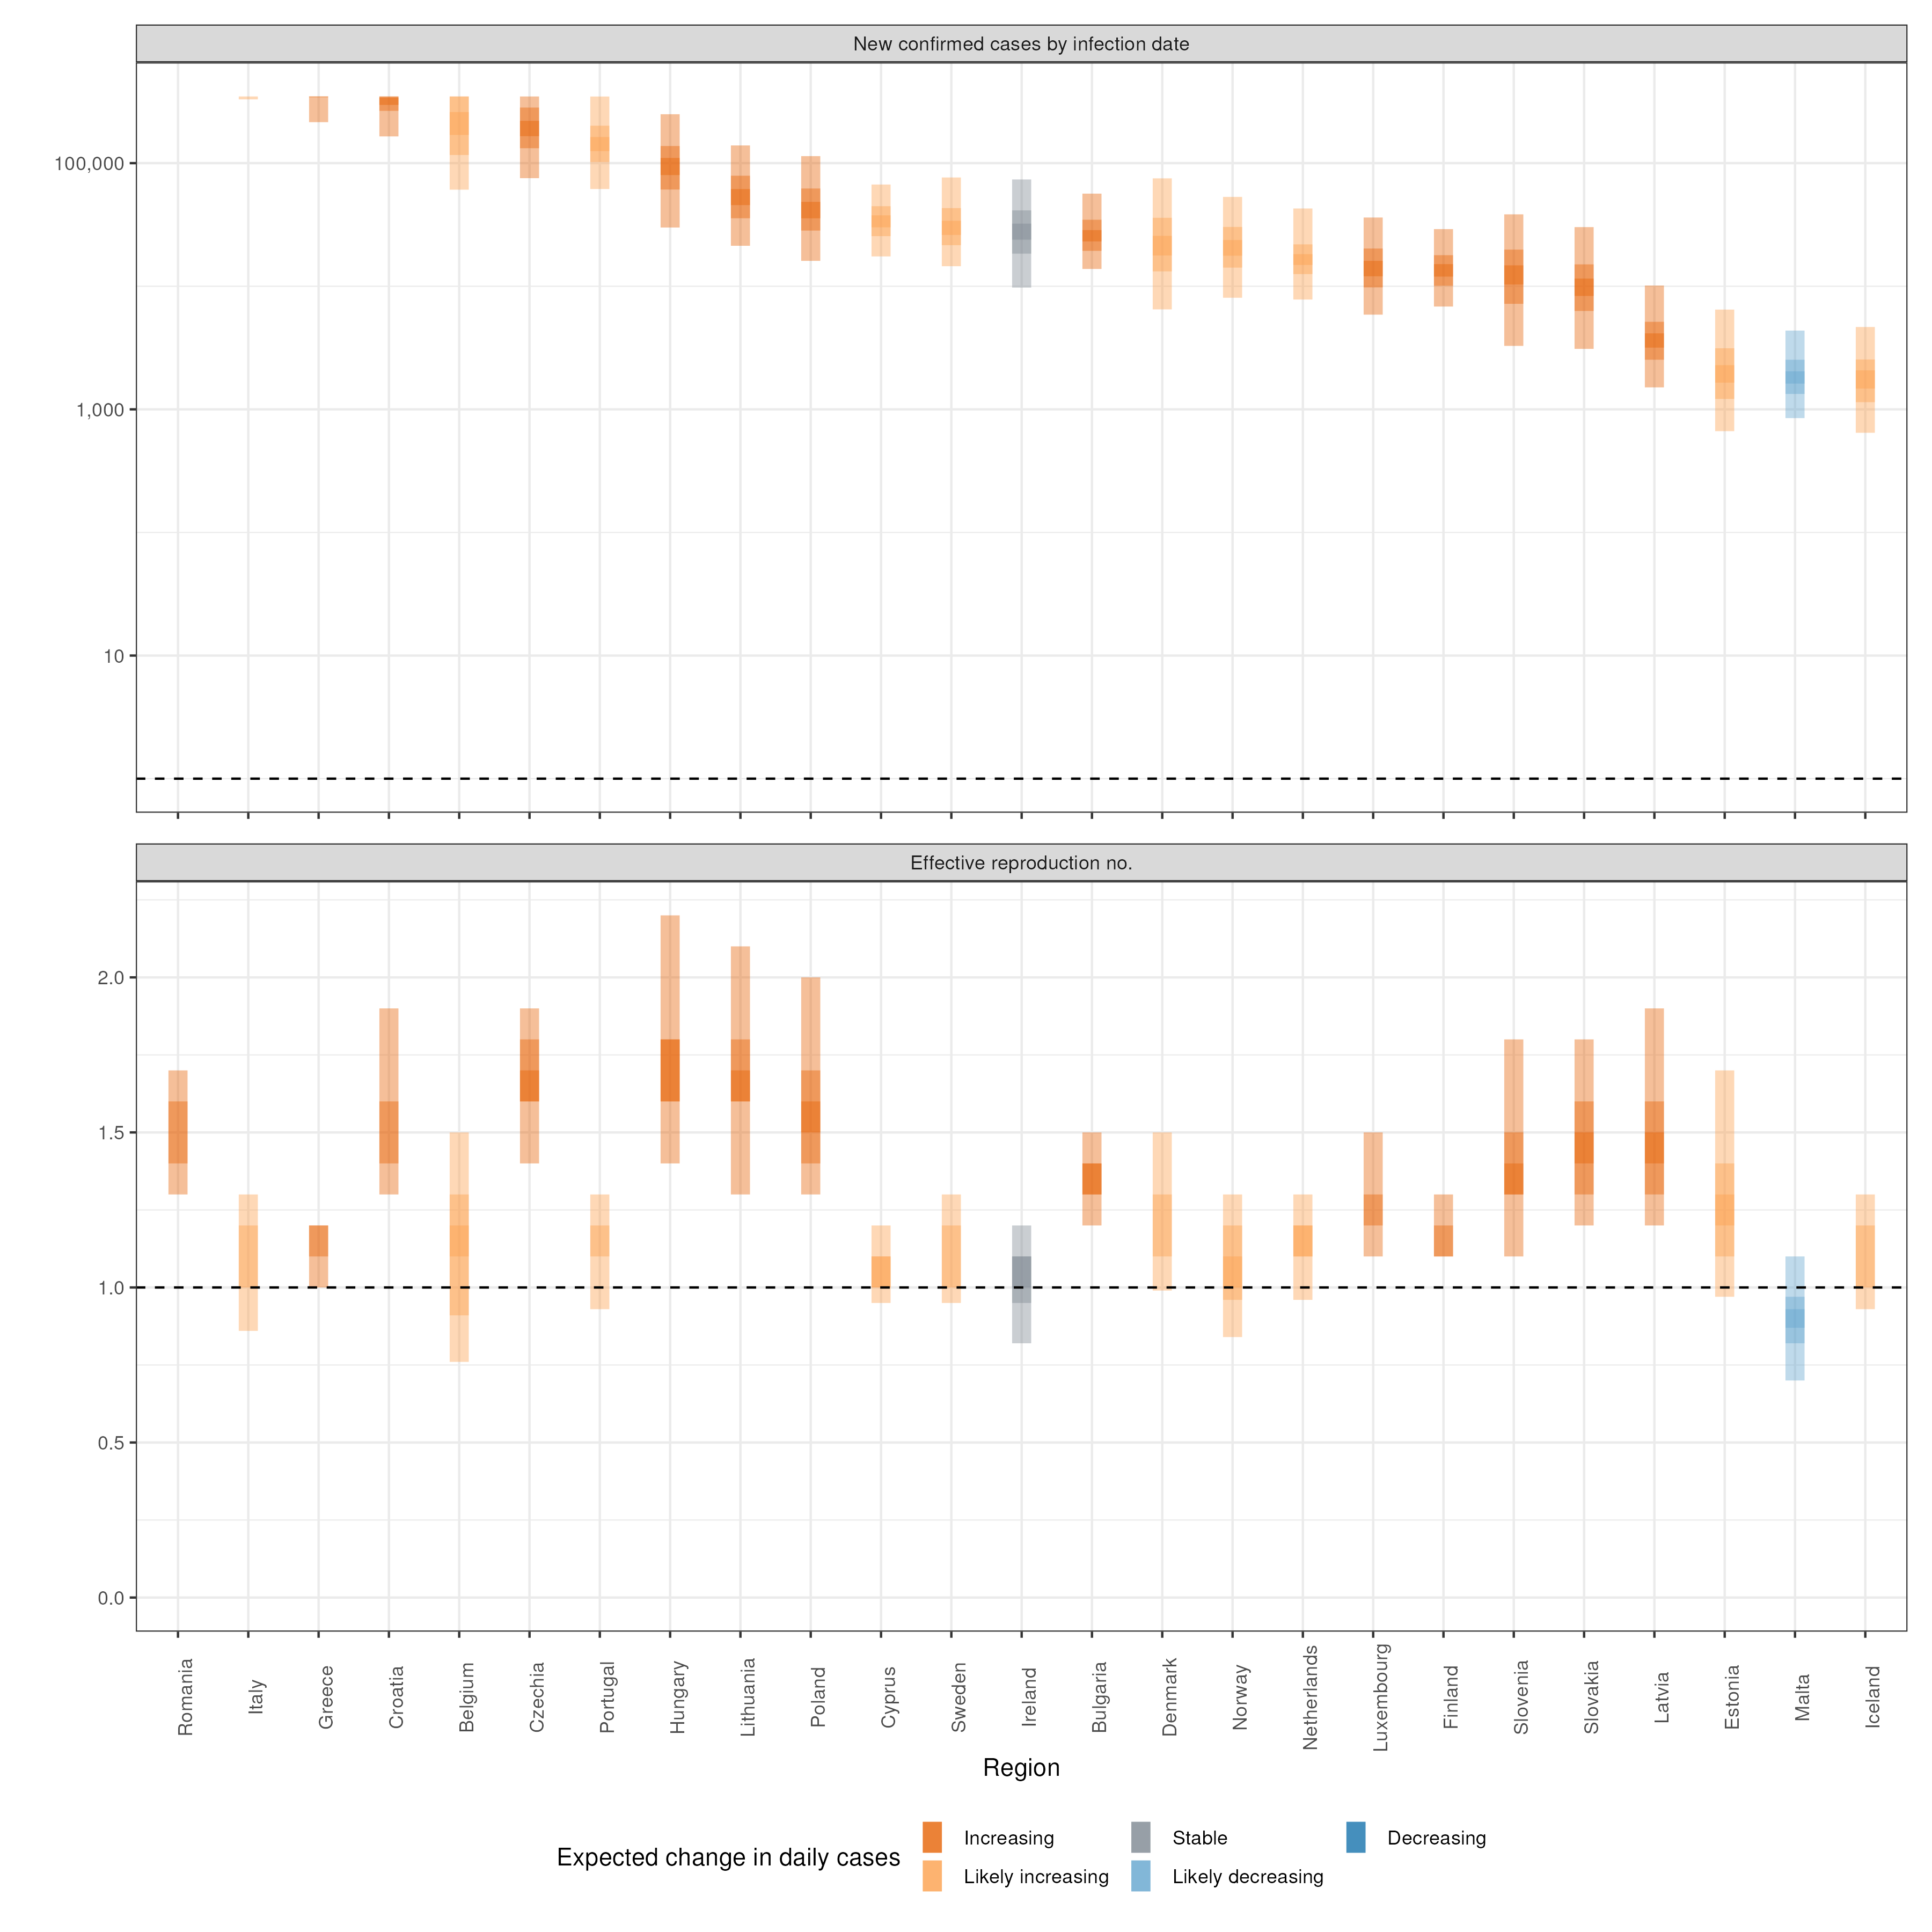 New confirmed cases by infection date
100,000
1,000
10
Effective reproduction no.
2.0
1.5
1.0
0.5
0.0
Romania
Italy
Greece
Croatia
Belgium
Czechia
Portugal
Hungary
Lithuania
Poland
Cyprus
Sweden
Ireland
Bulgaria
Denmark
Norway
Netherlands
Luxembourg
Finland
Slovenia
Slovakia
Latvia
Estonia
Malta
Iceland
Region
Expected change in daily cases
Increasing
Likely increasing
Stable
Likely decreasing
Decreasing